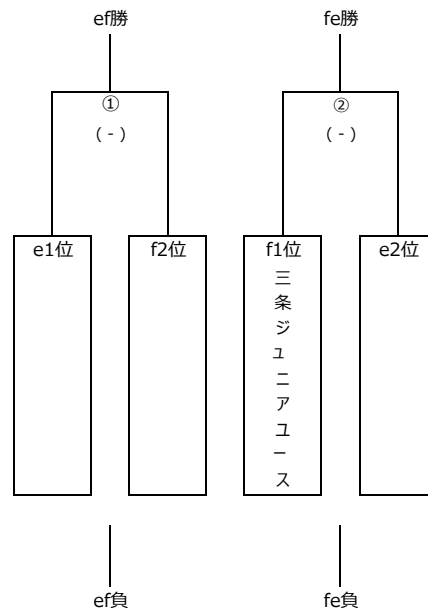 ef勝
fe勝
①
②
( - )
( - )
e1位
f2位
f1位
e2位
三条ジュニアユース
ef負
fe負